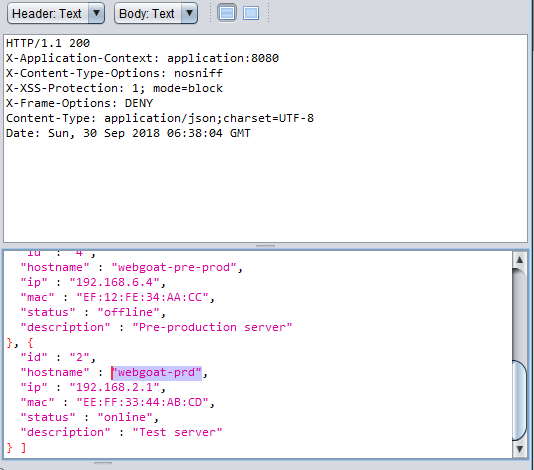 Header: Text Body: Text
HTTP/1.1 200
X-Application-Context: application:8080
X-Content-Type-Options: nosniff
X-XSS-Protection: 1; mode=block
X-Frame-Options: DENY
Content-Type: application/json;charset=UTF-8
Date: Sun, 30 Sep 2018 06:38:04 GMT
"id" : "4",
"hostname" : "webgoat-pre-prod",
"ip" : "192.168.6.4",
"mac" : "EF:12:FE:34:AA:CC",
"status" : "offline",
"description" : "Pre-production server"
}, {
"id" : "2",
"hostname" : "webgoat-prd",
"ip" : "192.168.2.1",
"mac" : "EE:FF:33:44:AB:CD",
"status" : "online",
"description" : "Test server"
} ]